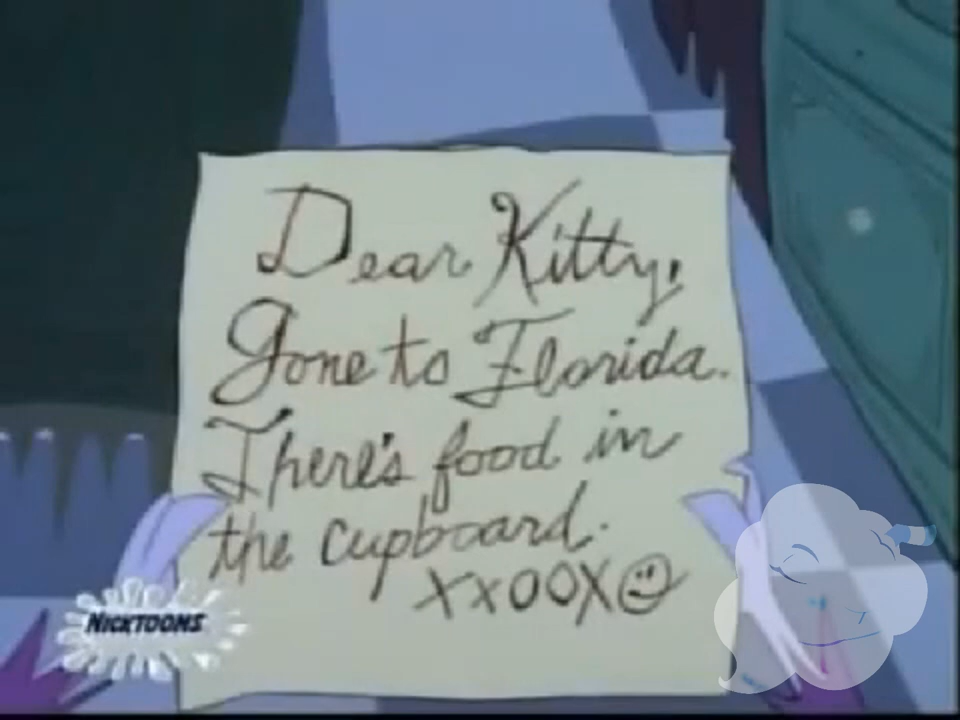 Dear Kitty,
Gone to Florida.
There's food in
the cupboard.
XxOOX
NICKTOONS